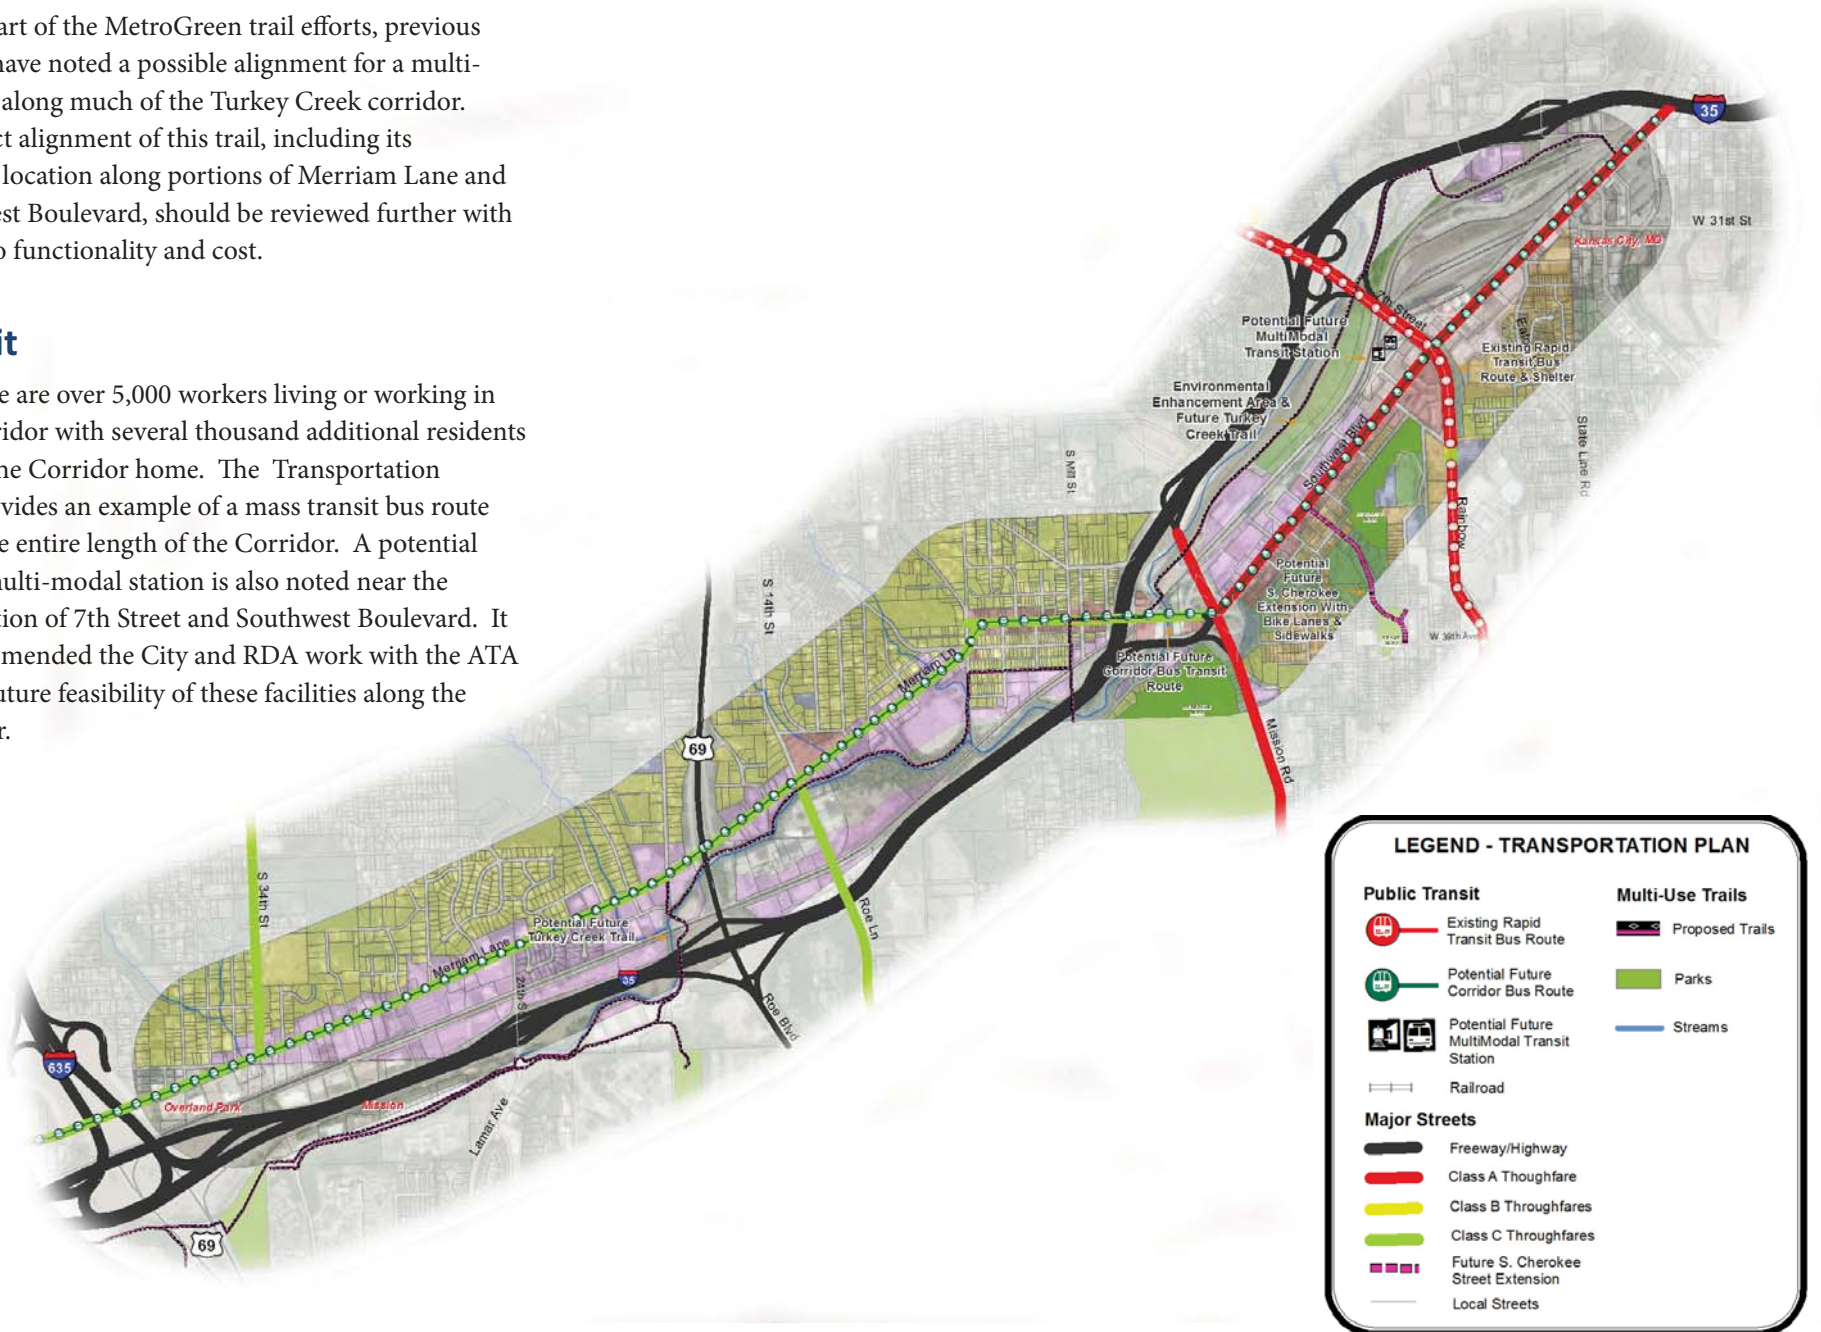 art of the MetroGreen trail efforts, previous
have noted a possible alignment for a multi-
along much of the Turkey Creek corridor.
ct alignment of this trail, including its
location along portions of Merriam Lane and
est Boulevard, should be reviewed further with
o functionality and cost.
it
e are over 5,000 workers living or working in
ridor with several thousand additional residents
he Corridor home. The Transportation
vides an example of a mass transit bus route
e entire length of the Corridor. A potential
multi-modal station is also noted near the
tion of 7th Street and Southwest Boulevard. It
mmended the City and RDA work with the ATA
uture feasibility of these facilities along the
r.
35
W 31st St
Kansas City, MO
7th Street
Potential Future
MultiModal
Transit Station
Existing Rapid
Transit Bus
Route & Shelter
Environmental
Enhancement Area &
Future Turkey
Creek Trail
Southwest Blvd
State Line Rd
S Mill St
Rainbow
Potential
Future
S. Cherokee
Extension With
Bike Lanes &
Sidewalks
W 39th Ave
S 14th St
Merriam Ln
Potential Future
Corridor Bus Transit
Route
Mission Rd
69
S 34th St
Roe Ln
Potential Future
Turkey Creek Trail
Merriam Lane
24th S
35
Roe Blvd
635
Overland Park
Mission
Lamar Ave
69
LEGEND - TRANSPORTATION PLAN
Public Transit
Existing Rapid
Transit Bus Route
Potential Future
Corridor Bus Route
Potential Future
MultiModal Transit
Station
Railroad
Multi-Use Trails
Proposed Trails
Parks
Streams
Major Streets
Freeway/Highway
Class A Thoughfare
Class B Throughfares
Class C Throughfares
Future S. Cherokee
Street Extension
Local Streets